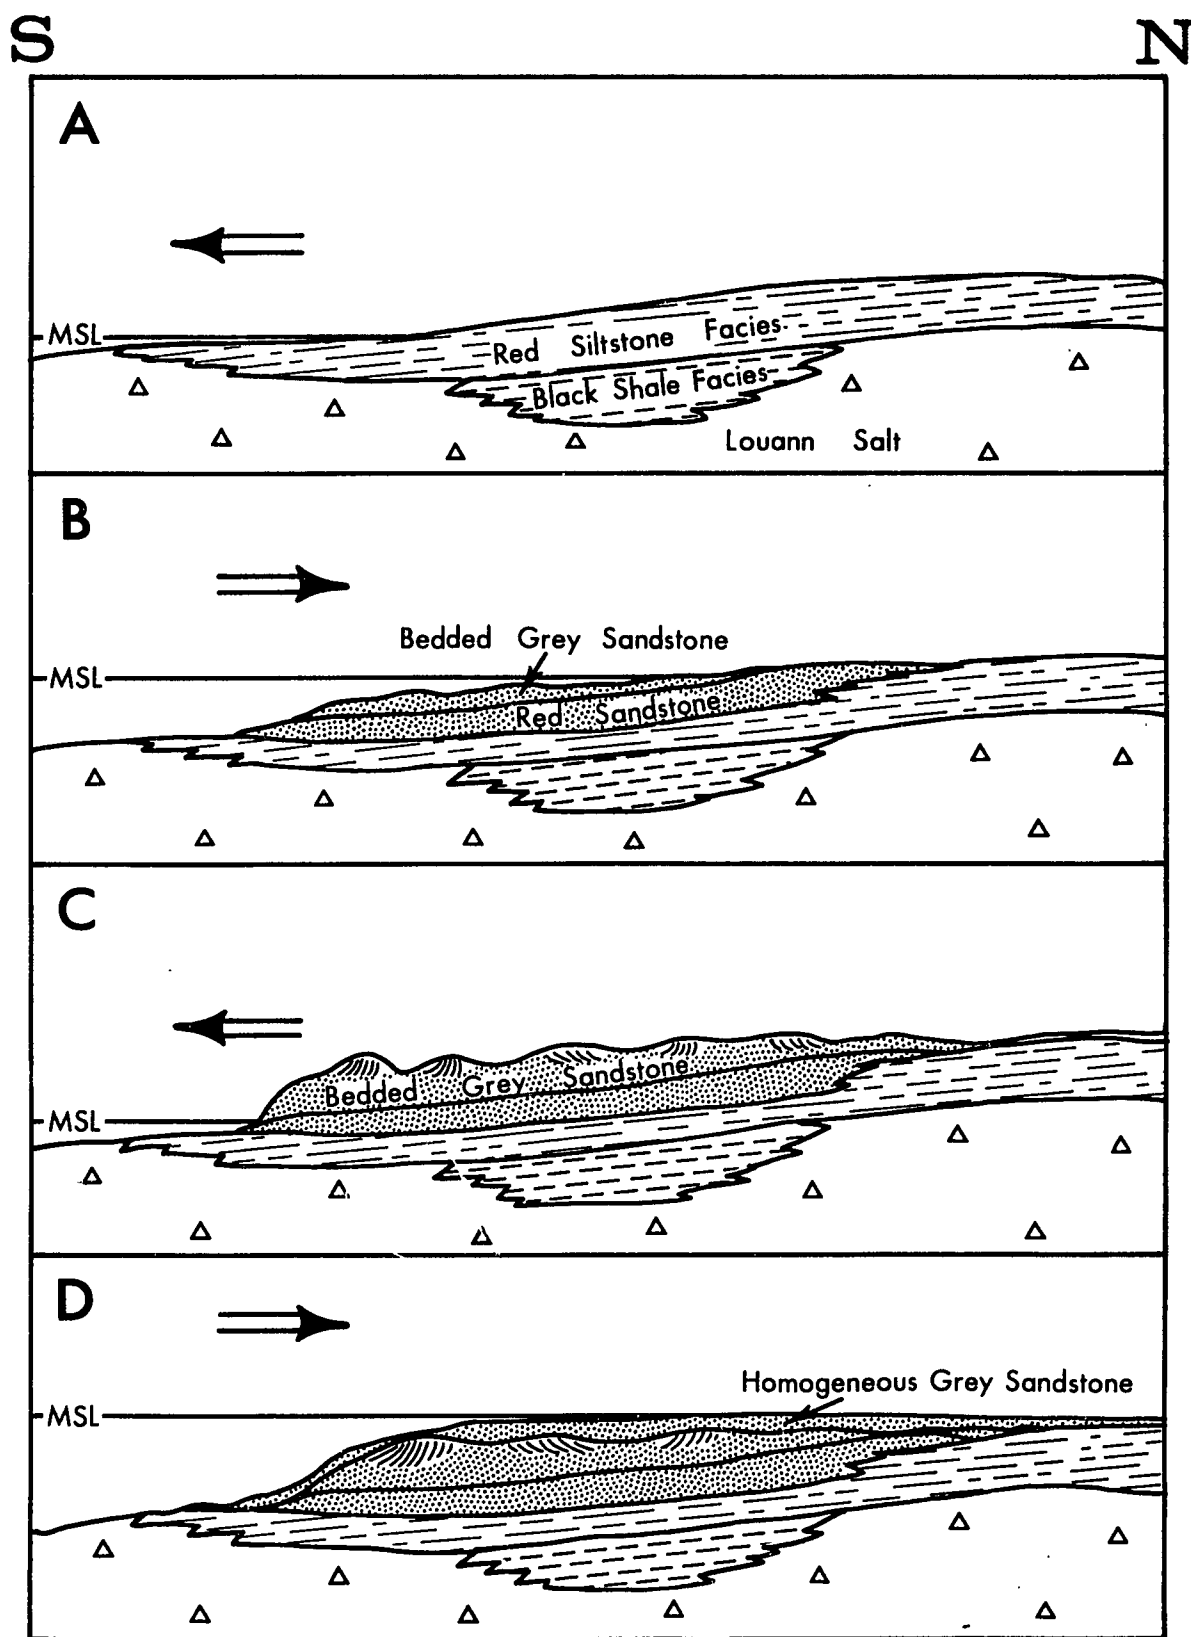 S N
A
MSL
Red Siltstone Facies
Black Shale Facies
Louann Salt
B
Bedded Grey Sandstone
MSL
Red Sandstone
C
Bedded Grey Sandstone
MSL
D
Homogeneous Grey Sandstone
MSL